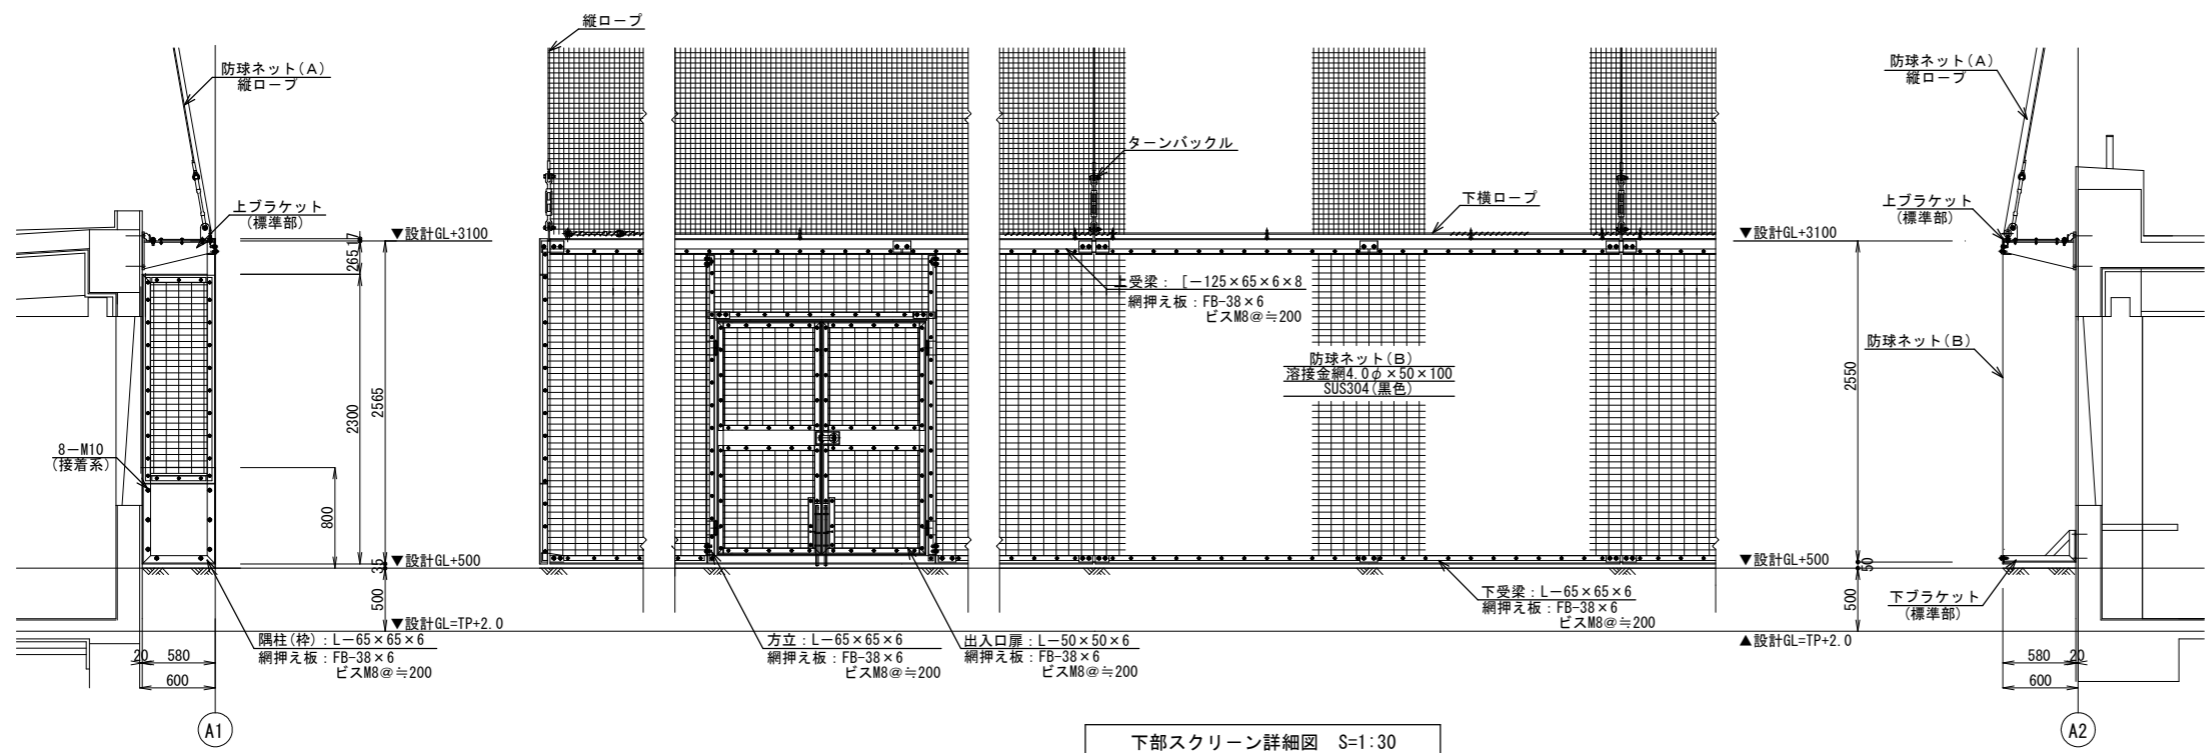 縦ロープ
防球ネット(A)
縦ロープ
上ブラケット
(標準部)
▼設計GL+3100
17
265
2300
2565
8-M10
(接着系)
800
▼設計GL+500
35
500
▼設計GL=TP+2.0
20
580
600
A1
隅柱(枠):L-65×65×6
網押え板:FB-38×6
ビスM8@≒200
方立:L-65×65×6
網押え板:FB-38×6
ビスM8@≒200
出入口扉:L-50×50×6
網押え板:FB-38×6
ビスM8@≒200
ターンバックル
下横ロープ
上受梁: [-125×65×6×8
網押え板:FB-38×6
ビスM8@≒200
防球ネット(B)
溶接金網4.0φ×50×100
SUS304(黒色)
下受梁:L-65×65×6
網押え板:FB-38×6
ビスM8@≒200
防球ネット(A)
縦ロープ
上ブラケット
(標準部)
▼設計GL+3100
防球ネット(B)
2550
▼設計GL+500
50
500
下ブラケット
(標準部)
▲設計GL=TP+2.0
580
20
600
A2
下部スクリーン詳細図 S=1:30